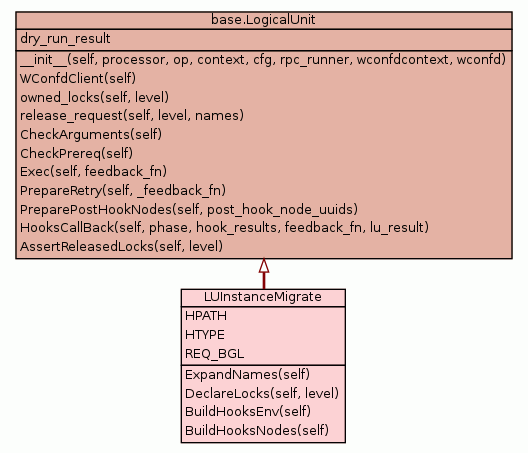 base.LogicalUnit
dry_run_result
__init__(self, processor, op, context, cfg, rpc_runner, wconfdcontext, wconfd)
WConfdClient(self)
owned_locks(self, level)
release_request(self, level, names)
CheckArguments(self)
CheckPrereq(self)
Exec(self, feedback_fn)
PrepareRetry(self, _feedback_fn)
PreparePostHookNodes(self, post_hook_node_uuids)
HooksCallBack(self, phase, hook_results, feedback_fn, lu_result)
AssertReleasedLocks(self, level)
LUInstanceMigrate
HPATH
HTYPE
REQ_BGL
ExpandNames(self)
DeclareLocks(self, level)
BuildHooksEnv(self)
BuildHooksNodes(self)